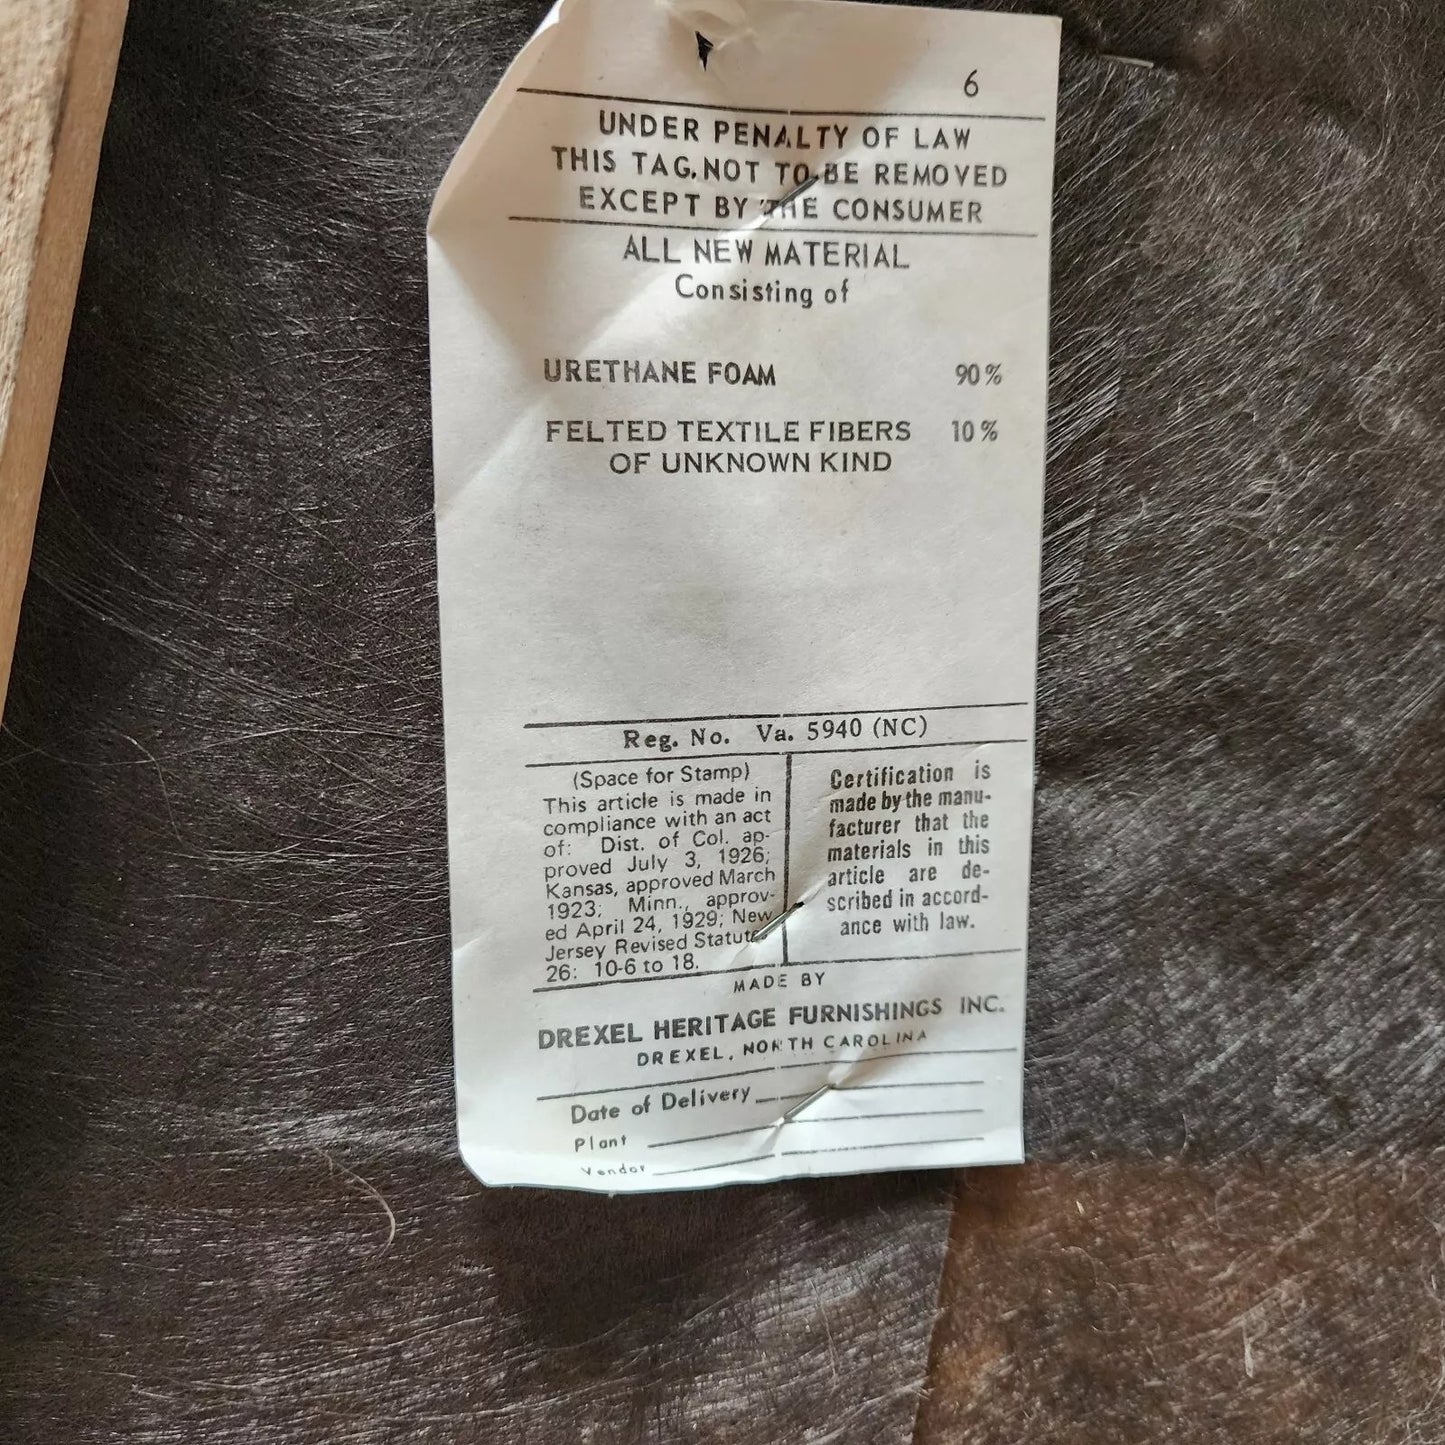 6
UNDER PENALTY OF LAW
THIS TAG. NOT TO BE REMOVED
EXCEPT BY THE CONSUMER
ALL NEW MATERIAL
Consisting of
URETHANE FOAM 90%
FELTED TEXTILE FIBERS 10%
OF UNKNOWN KIND
Reg. No. Va. 5940 (NC)
(Space for Stamp)
This article is made in
compliance with an act
of: Dist. of Col. ap-
proved July 3, 1926;
Kansas, approved March
1923; Minn., approv-
ed April 24, 1929; New
Jersey Revised Statutes
26: 10-6 to 18.
Certification is
made by the manu-
facturer that the
materials in this
article are de-
scribed in accord-
ance with law.
MADE BY
DREXEL HERITAGE FURNISHINGS INC.
DREXEL, NORTH CAROLINA
Date of Delivery
Plant
Vendor